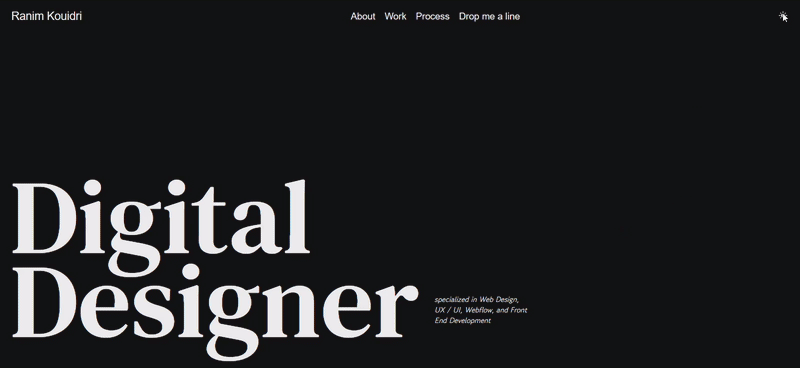 Ranim Kouidri
About Work Process Drop me a line
Digital
Designer
specialized in Web Design,
UX / UI, Webflow, and Front
End Development